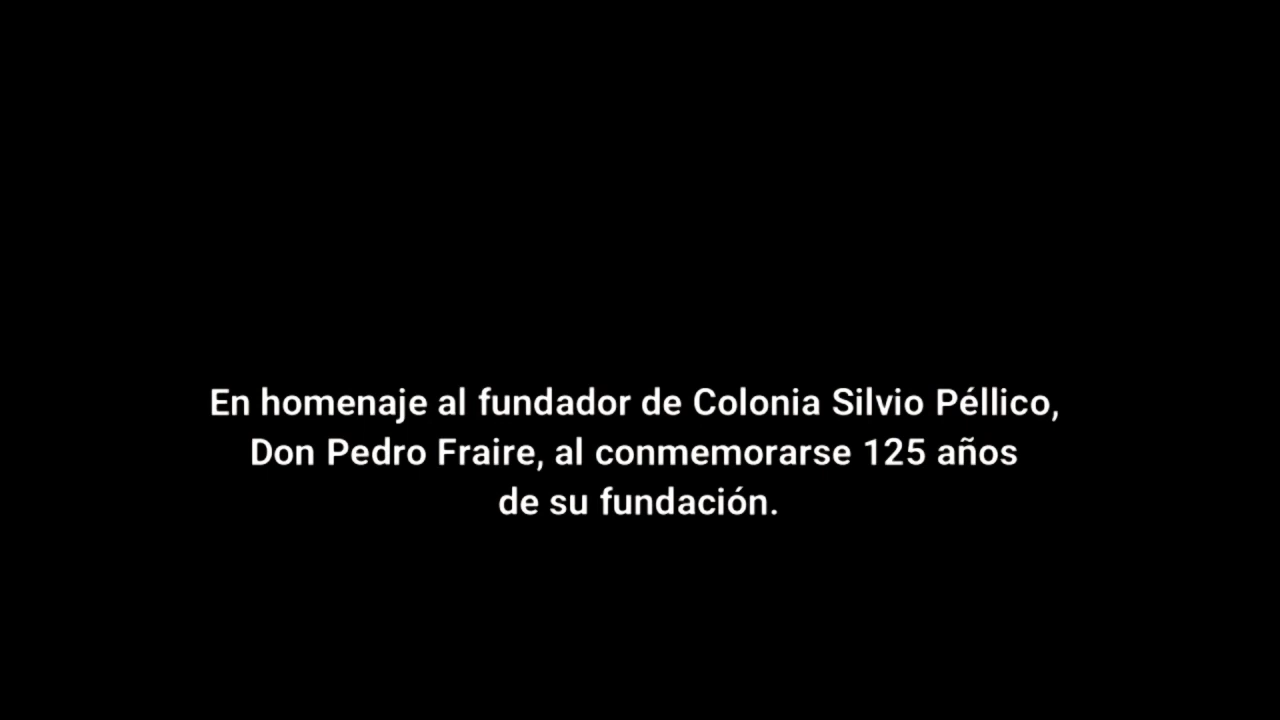 En homenaje al fundador de Colonia Silvio Péllico,
Don Pedro Fraire, al conmemorarse 125 años
de su fundación.